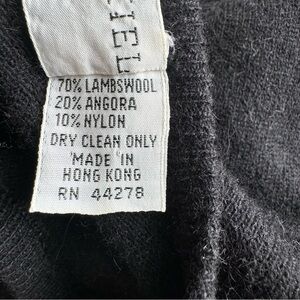 70% LAMBSWOOL
20% ANGORA
10% NYLON
DRY CLEAN ONLY
MADE IN
HONG KONG
RN 44278